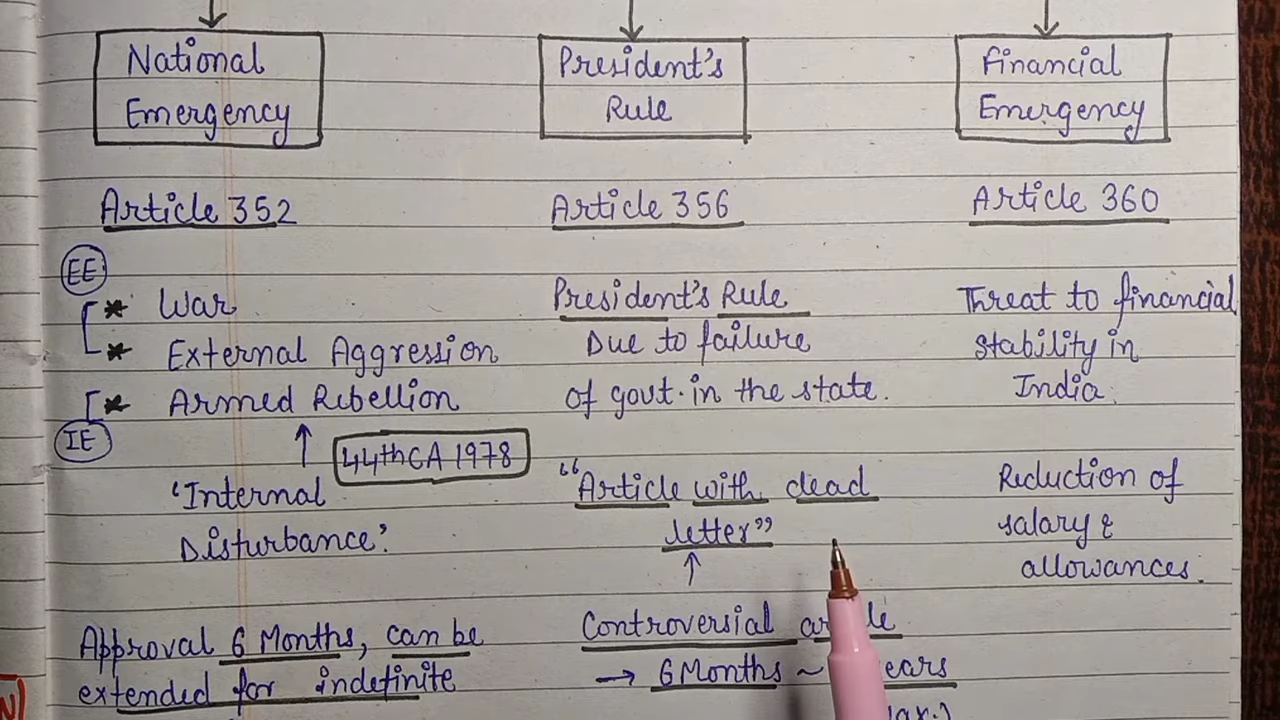 National
Emergency
Article 352
EE
* War
* External Aggression
* Armed Rebellion
IE
44th CA 1978
'Internal
Disturbance'.
Approval 6 Months, can be
extended for indefinite
President's
Rule
Article 356
President's Rule
Due to failure
of govt. in the state.
"Article with dead
letter"
Controversial
→ 6 Months ~
Financial
Emergency
Article 360
Threat to financial
stability in
India.
Reduction of
salary &
allowances.